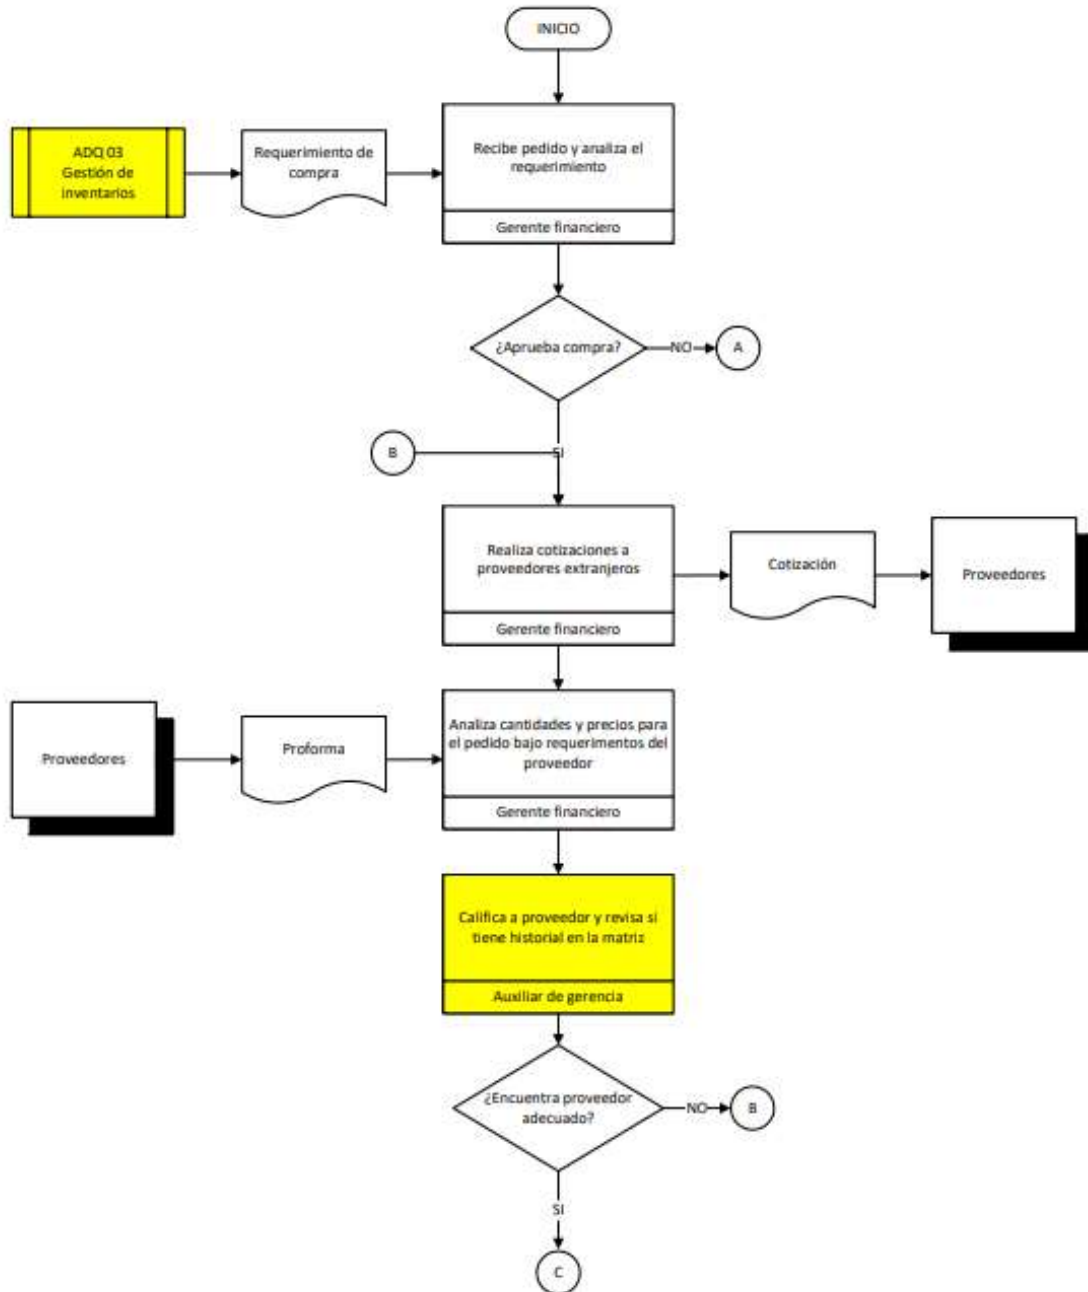 INICIO
ADQ 03
Gestión de
inventarios
Requerimiento de
compra
Recibe pedido y analiza el
requerimiento
Gerente financiero
¿Aprueba compra?
NO
A
B
SI
Realiza cotizaciones a
proveedores extranjeros
Gerente financiero
Cotización
Proveedores
Proveedores
Proforma
Analiza cantidades y precios para
el pedido bajo requerimentos del
proveedor
Gerente financiero
Califica a proveedor y revisa si
tiene historial en la matriz
Auxiliar de gerencia
¿Encuentra proveedor
adecuado?
NO
B
SI
C